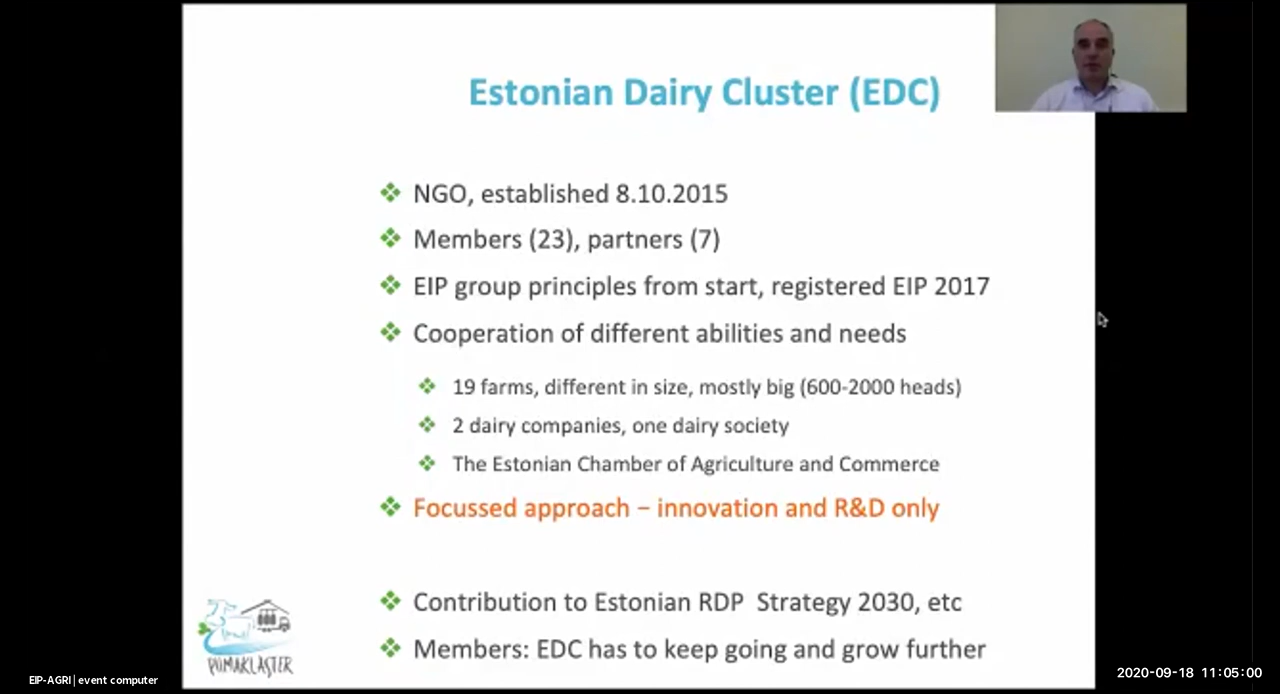 Estonian Dairy Cluster (EDC)
NGO, established 8.10.2015
Members (23), partners (7)
EIP group principles from start, registered EIP 2017
Cooperation of different abilities and needs
19 farms, different in size, mostly big (600-2000 heads)
2 dairy companies, one dairy society
The Estonian Chamber of Agriculture and Commerce
Focussed approach – innovation and R&D only
Contribution to Estonian RDP Strategy 2030, etc
Members: EDC has to keep going and grow further
PIIMAKLASTER
EIP-AGRI | event computer
2020-09-18 11:05:00